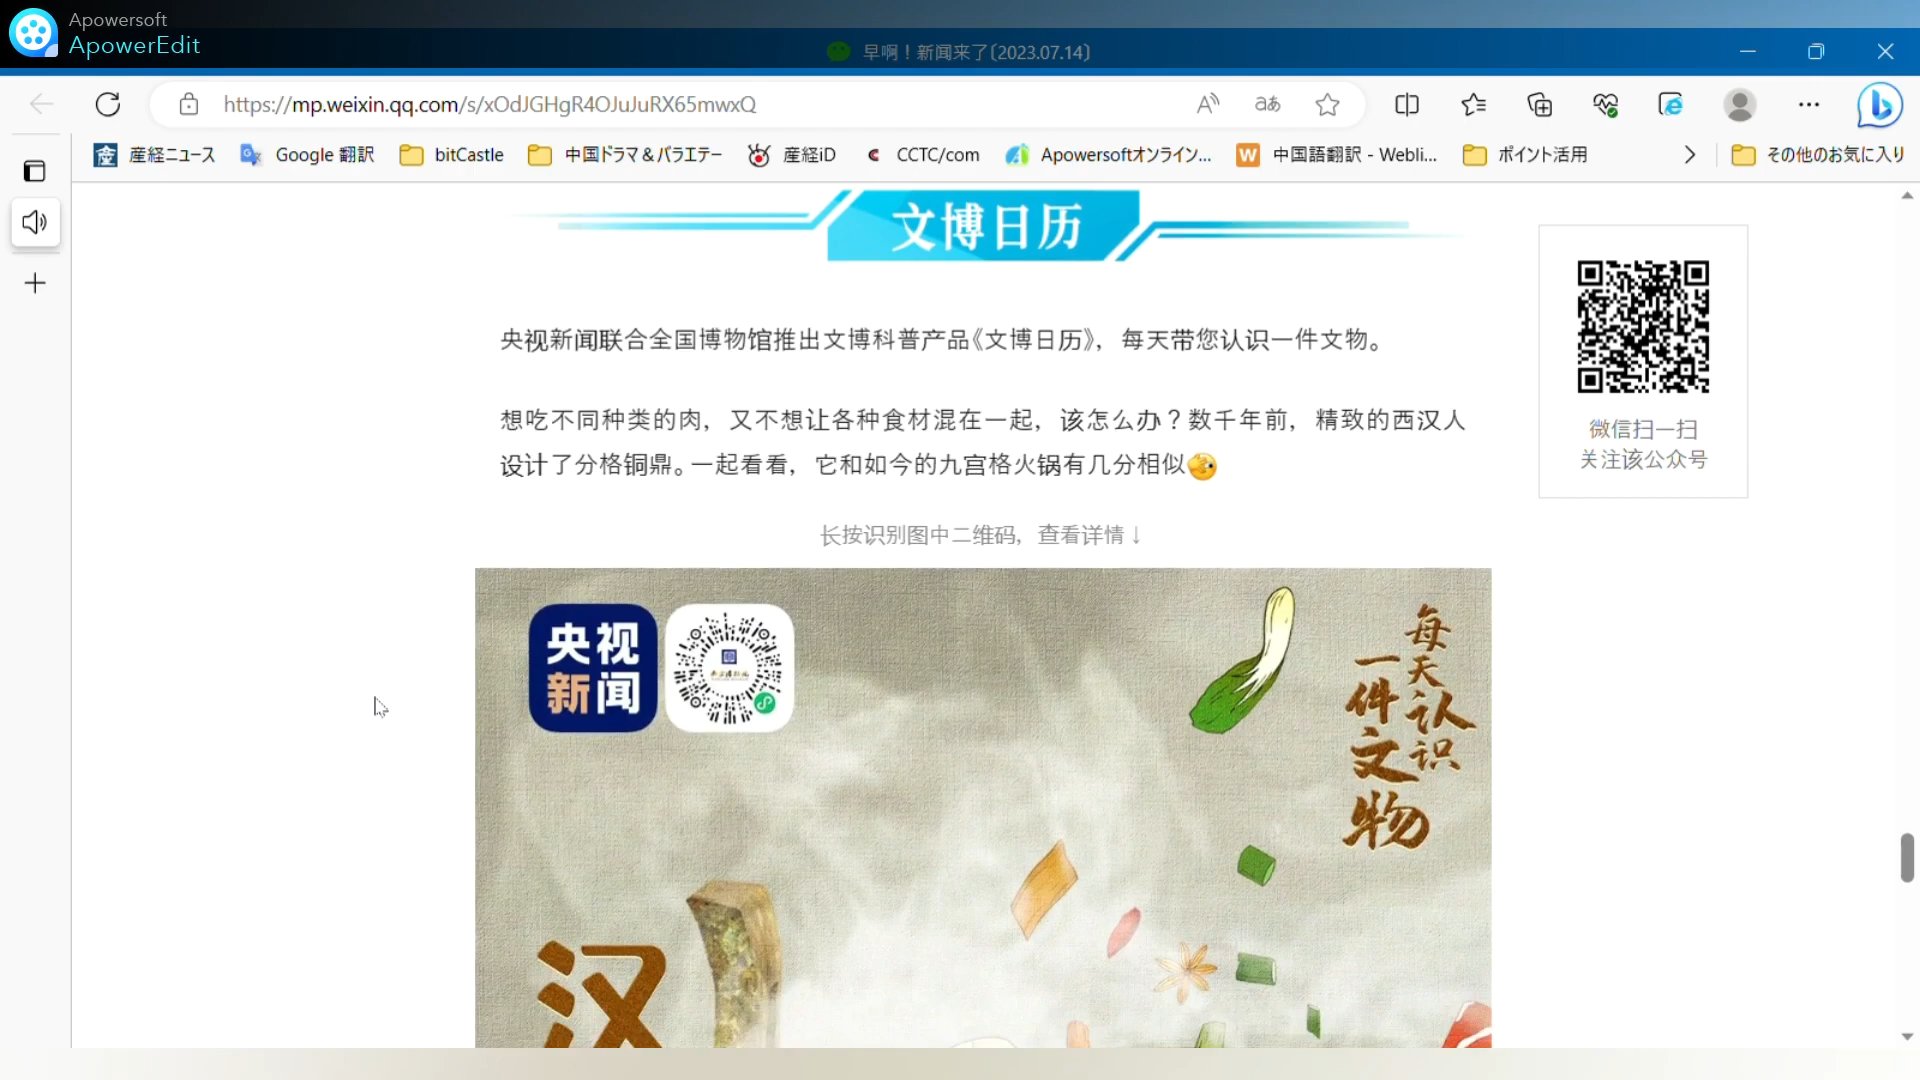 Apowersoft
ApowerEdit
早啊！新闻来了〔2023.07.14〕
https://mp.weixin.qq.com/s/xOdJGHgR4OJuJuRX65mwxQ
産経ニュース
Google 翻訳
bitCastle
中国ドラマ＆バラエテー
産経iD
CCTC/com
Apowersoftオンライン...
中国語翻訳 - Webli...
ポイント活用
その他のお気に入り
文博日历
央视新闻联合全国博物馆推出文博科普产品《文博日历》，每天带您认识一件文物。
想吃不同种类的肉，又不想让各种食材混在一起，该怎么办？数千年前，精致的西汉人
设计了分格铜鼎。一起看看，它和如今的九宫格火锅有几分相似
微信扫一扫
关注该公众号
长按识别图中二维码，查看详情↓
央视
新闻
每天认识
一件文物
汉